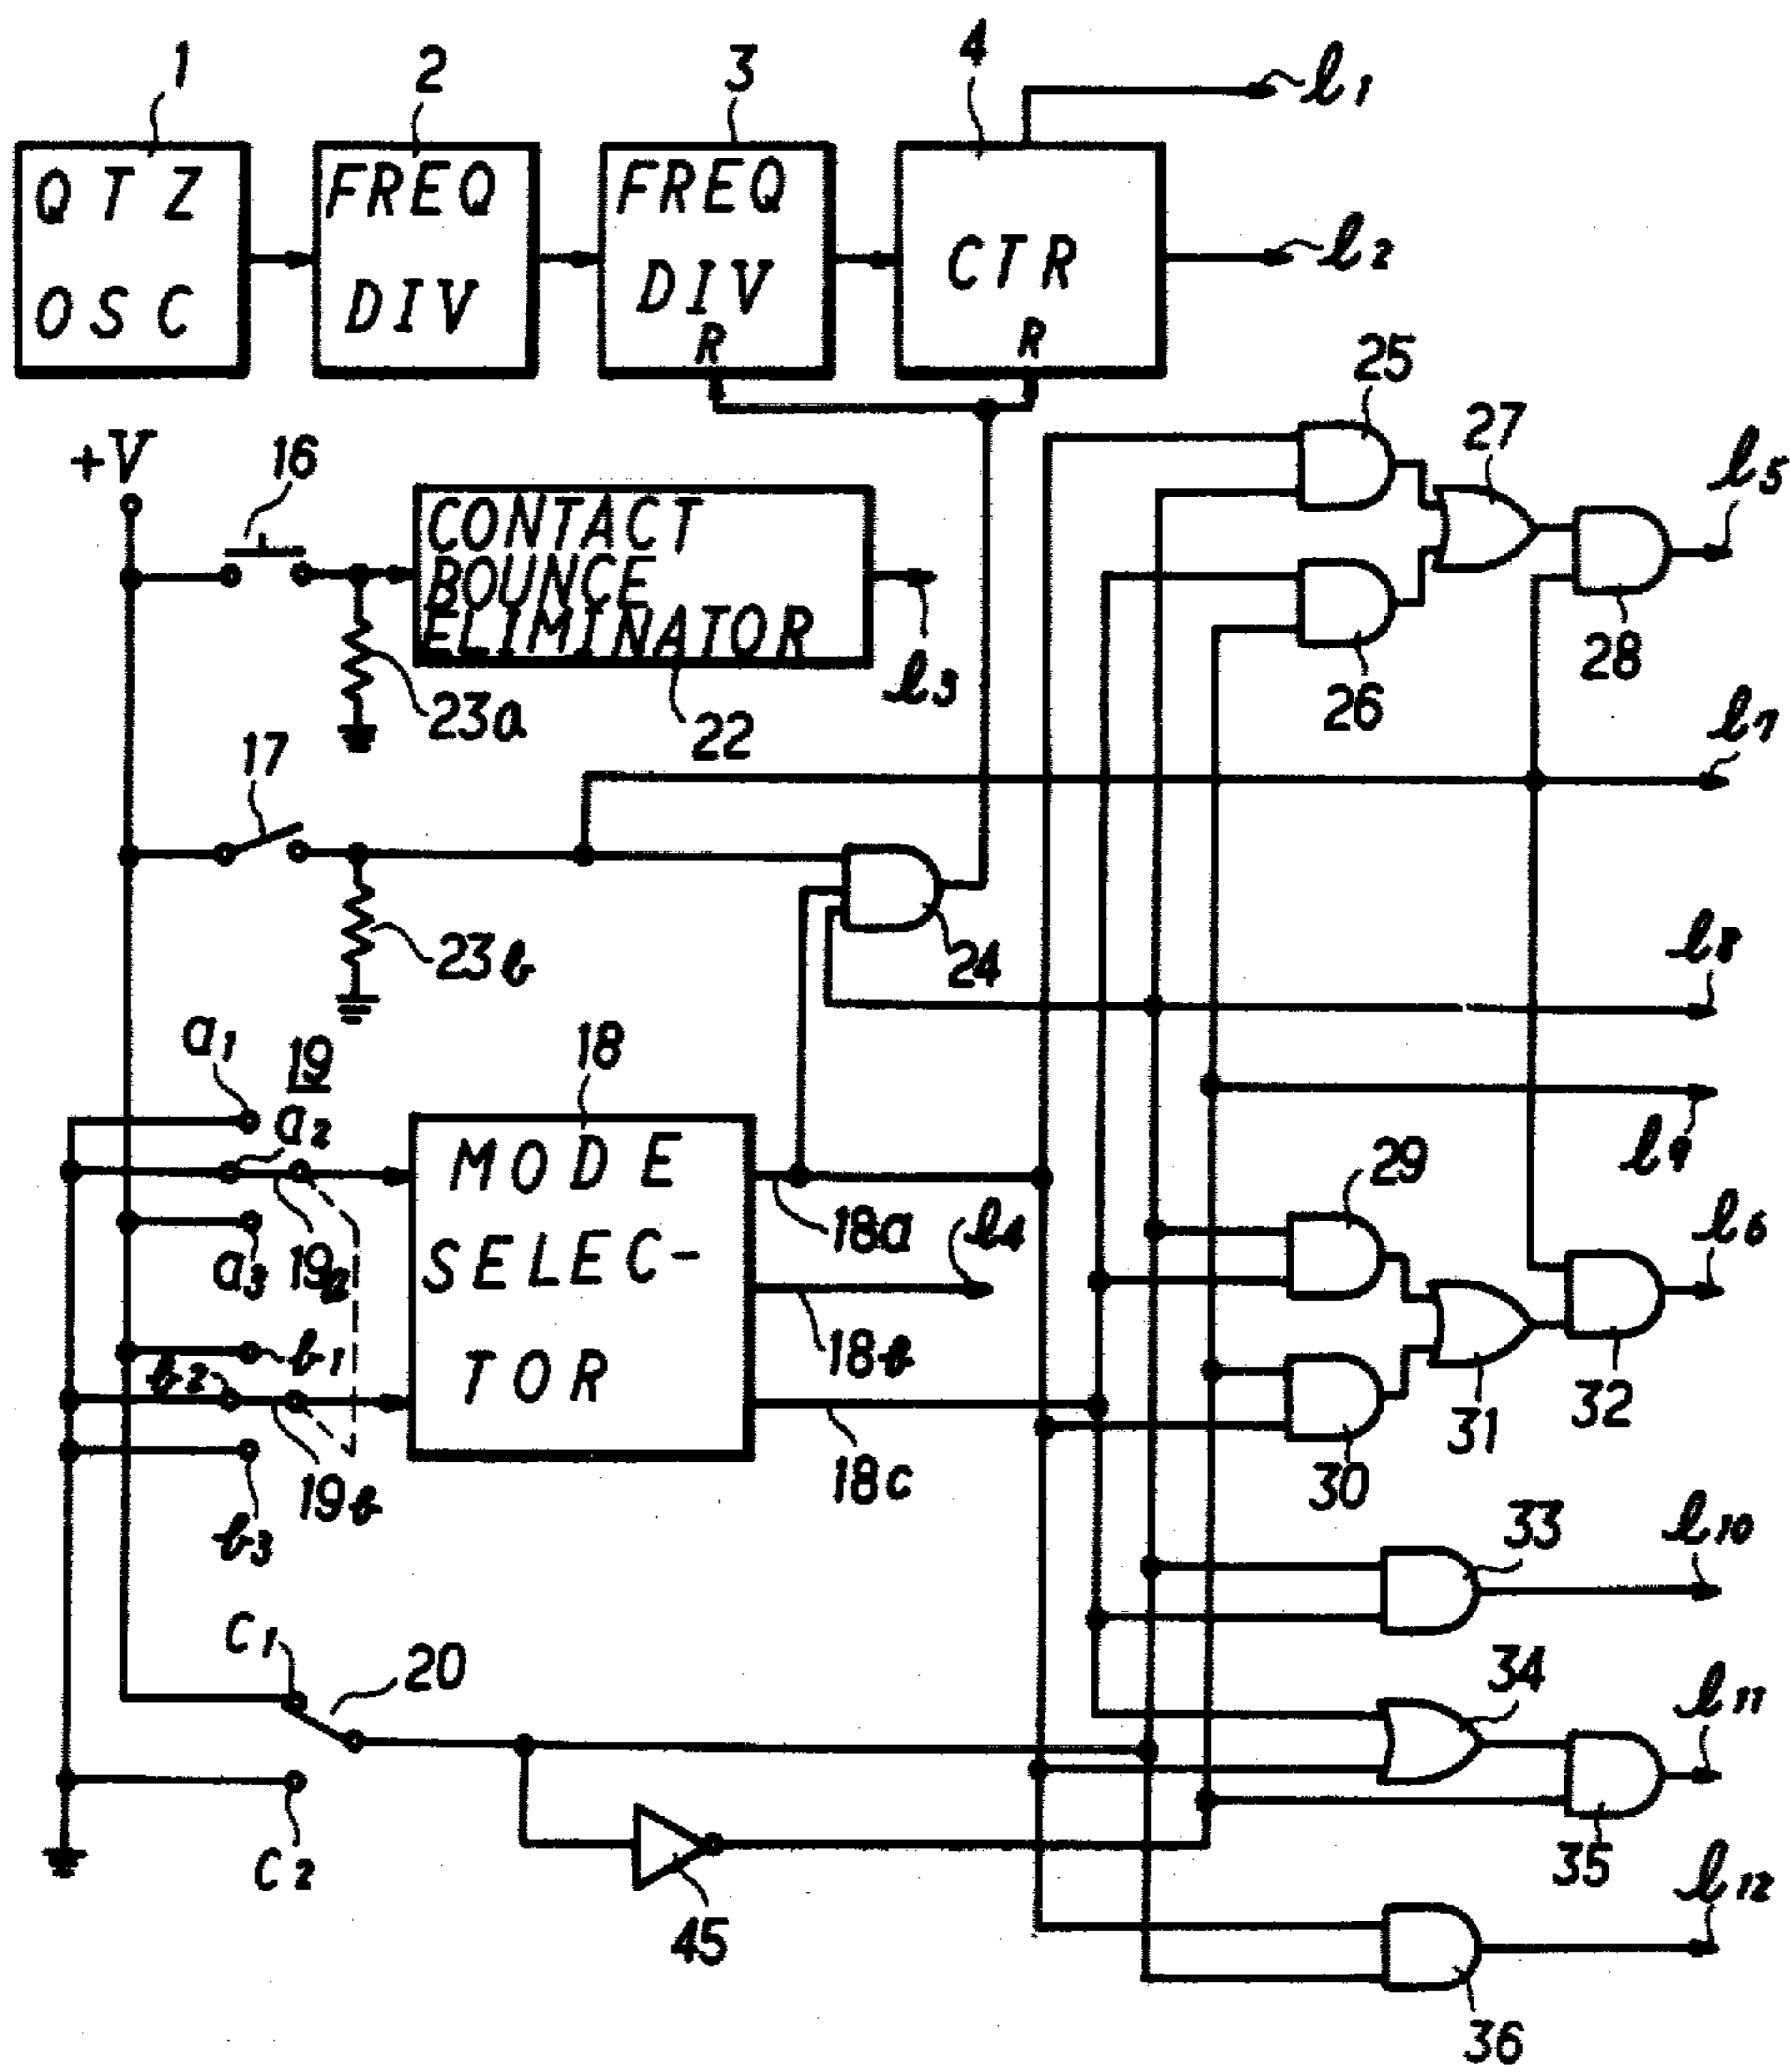 1
2
3
4
l1
QTZ
OSC
FREQ
DIV
FREQ
DIV
R
CTR
R
l2
+V
16
CONTACT
BOUNCE
ELIMINATOR
l3
23a
22
25
27
l5
26
28
17
l7
24
23b
l8
a1
19
a2
18
MODE
SELEC-
TOR
18a
l4
l9
a3
19a
29
l6
b1
b2
18b
31
32
19b
18c
30
b3
33
l10
C1
20
34
l11
C2
45
35
l12
36